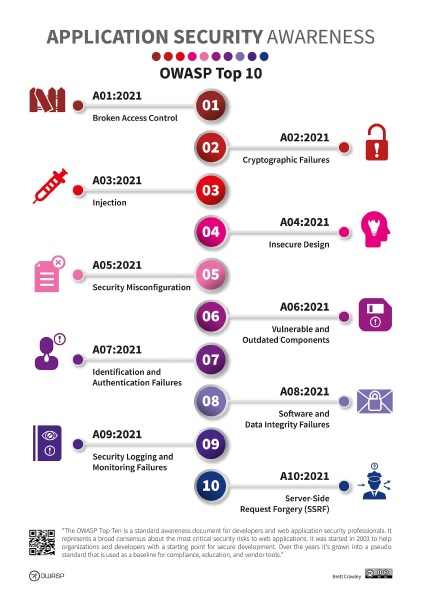 APPLICATION SECURITY AWARENESS
OWASP Top 10
A01:2021
Broken Access Control
01
02
A02:2021
Cryptographic Failures
A03:2021
Injection
03
04
A04:2021
Insecure Design
A05:2021
Security Misconfiguration
05
06
A06:2021
Vulnerable and
Outdated Components
A07:2021
Identification and
Authentication Failures
07
08
A08:2021
Software and
Data Integrity Failures
A09:2021
Security Logging and
Monitoring Failures
09
10
A10:2021
Server-Side
Request Forgery (SSRF)
"The OWASP Top Ten is a standard awareness document for developers and web application security professionals. It
represents a broad consensus about the most critical security risks to web applications. It was started in 2003 to help
organizations and developers with a starting point for secure development. Over the years it's grown into a pseudo
standard that is used as a baseline for compliance, education, and vendor tools."
OWASP
Brett Crawley